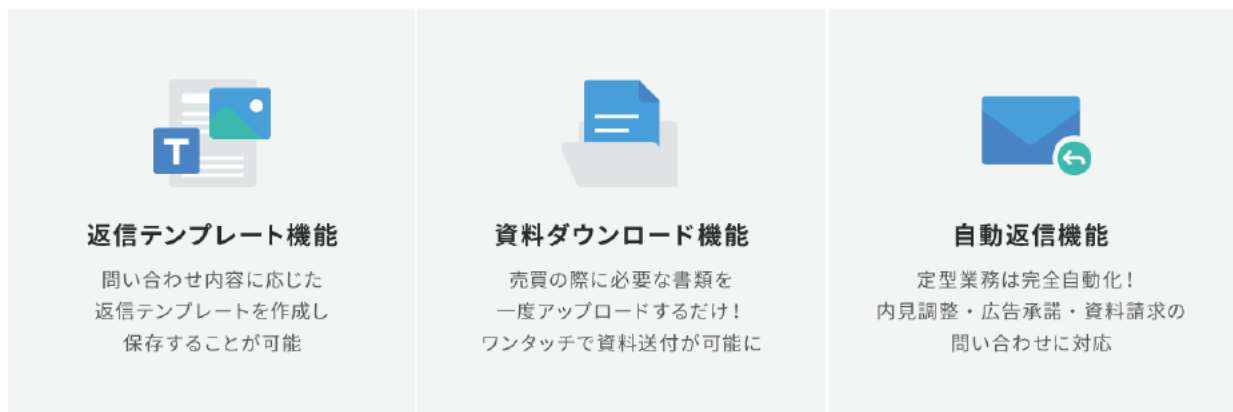 T
返信テンプレート機能
問い合わせ内容に応じた
返信テンプレートを作成し
保存することが可能
資料ダウンロード機能
売買の際に必要な書類を
一度アップロードするだけ!
ワンタッチで資料送付が可能に
自動返信機能
定型業務は完全自動化!
内見調整・広告承諾・資料請求の
問い合わせに対応